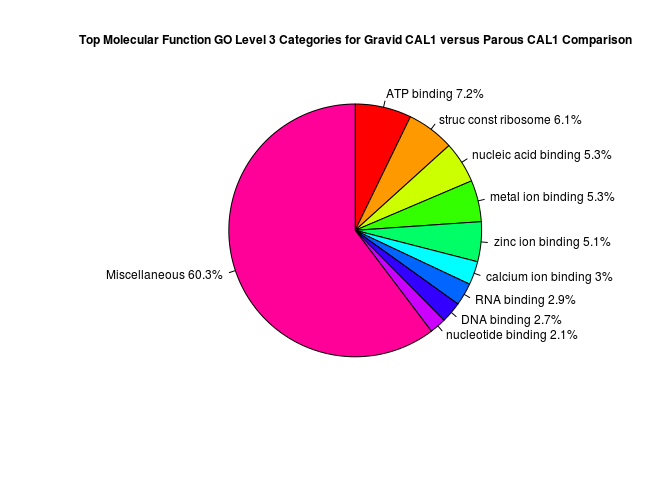 Top Molecular Function GO Level 3 Categories for Gravid CAL1 versus Parous CAL1 Comparison
ATP binding 7.2%
struc const ribosome 6.1%
nucleic acid binding 5.3%
metal ion binding 5.3%
zinc ion binding 5.1%
calcium ion binding 3%
RNA binding 2.9%
DNA binding 2.7%
nucleotide binding 2.1%
Miscellaneous 60.3%